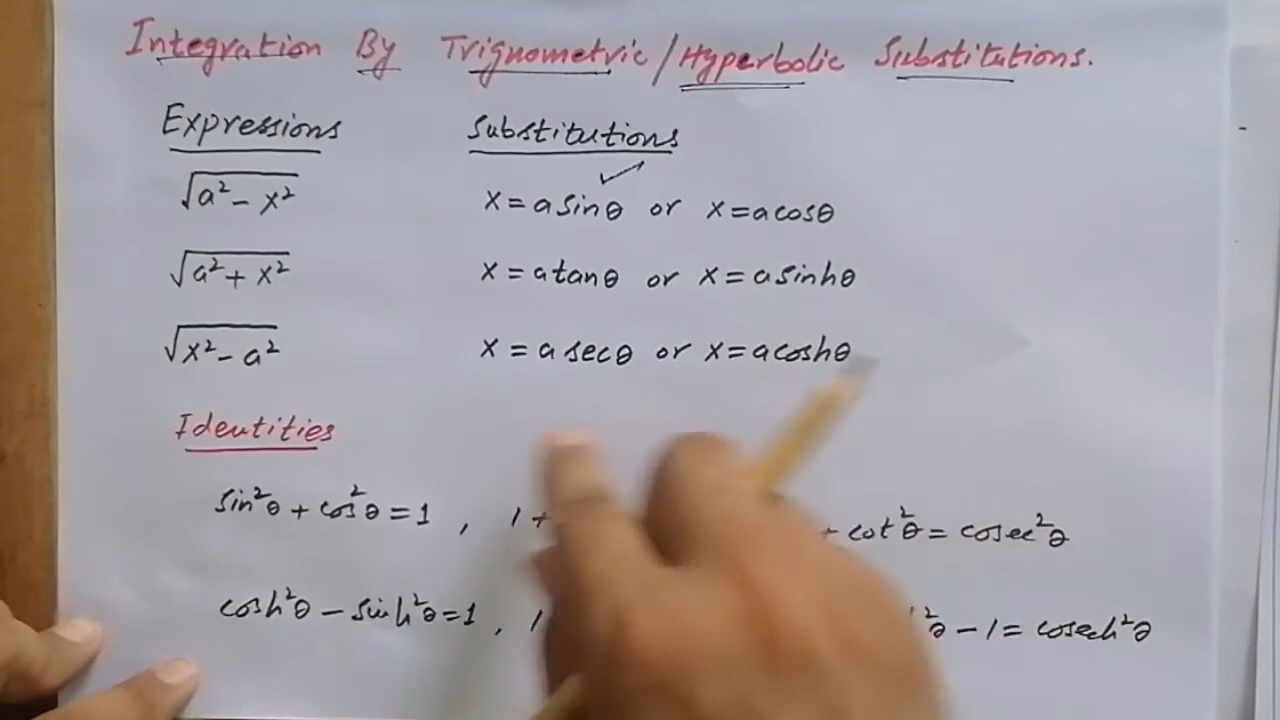 Integration By Trignometric/Hyperbolic Substitutions.
Expressions Substitutions
√a² - x² x = a sinθ or x = a cosθ
√a² + x² x = a tanθ or x = a sinhθ
√x² - a² x = a secθ or x = a coshθ
Identities
sin²θ + cos²θ = 1 , 1 + + cot²θ = cosec²θ
cosh²θ - sinh²θ = 1 , 1 ²θ - 1 = cosech²θ